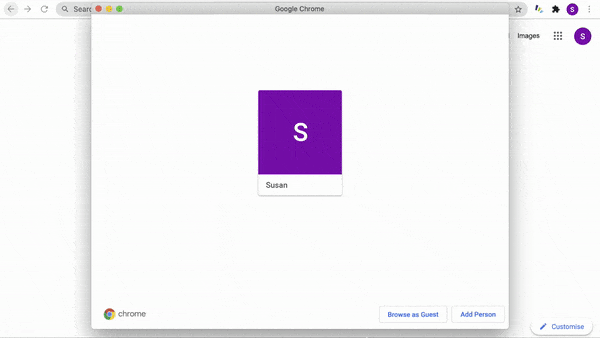 Google Chrome
Searc
S
Images
S
S
Susan
chrome
Browse as Guest
Add Person
Customise